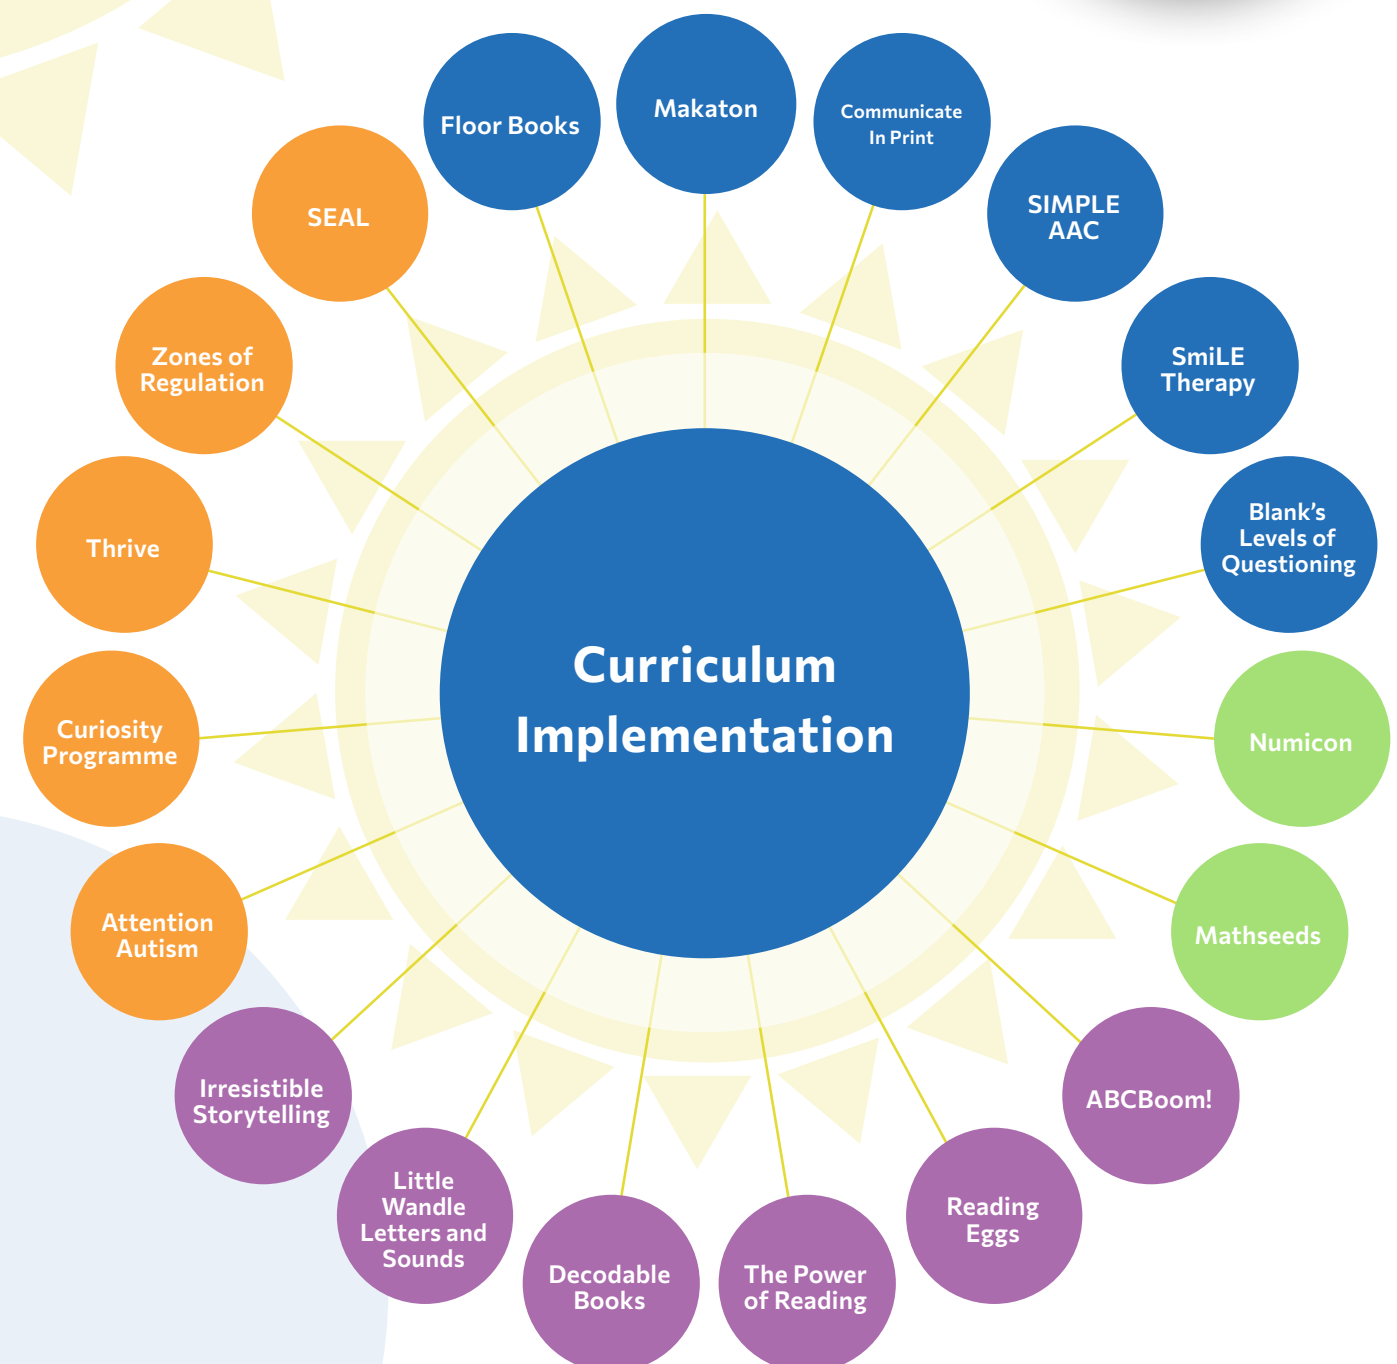 Makaton
Communicate
In Print
SIMPLE
AAC
SmiLE
Therapy
Blank’s
Levels of
Questioning
Numicon
Mathseeds
ABCBoom!
Reading
Eggs
The Power
of Reading
Decodable
Books
Little
Wandle
Letters and
Sounds
Irresistible
Storytelling
Attention
Autism
Curiosity
Programme
Thrive
Zones of
Regulation
SEAL
Floor Books
Curriculum
Implementation